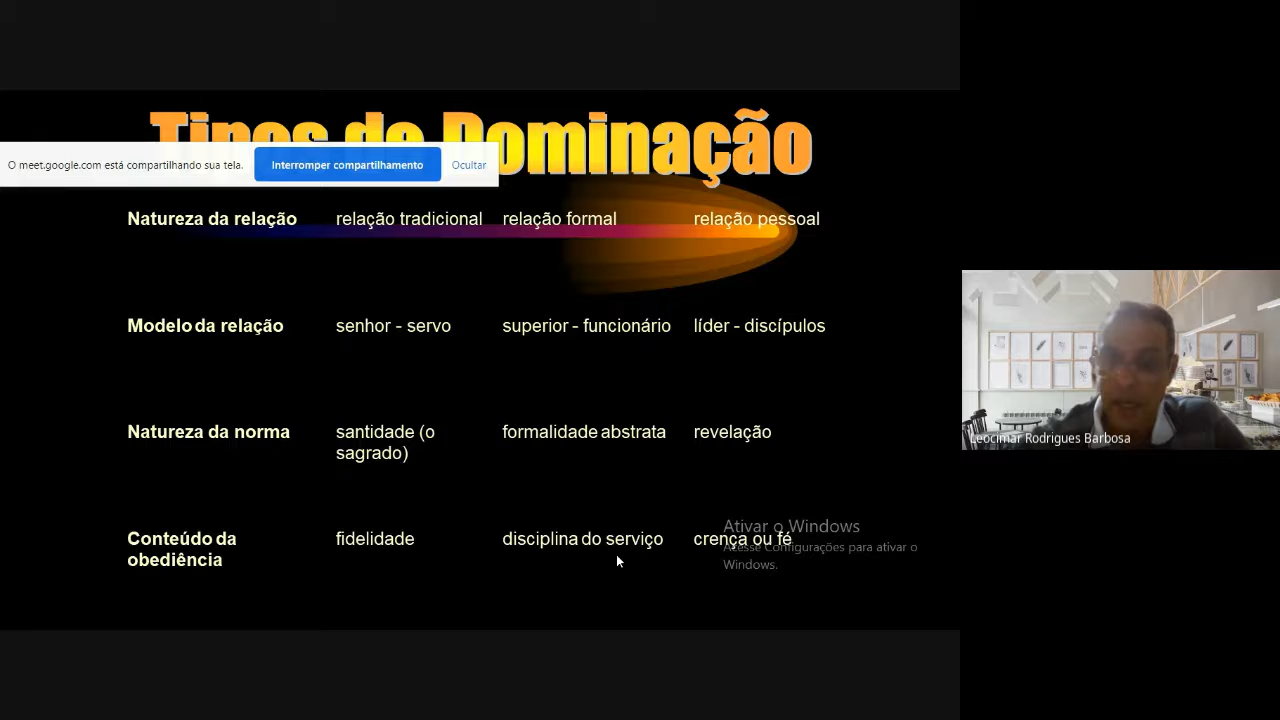 Tipos de Dominação
O meet.google.com está compartilhando sua tela. Interromper compartilhamento Ocultar
Natureza da relação relação tradicional relação formal relação pessoal
Modelo da relação senhor - servo superior - funcionário líder - discípulos
Natureza da norma santidade (o sagrado) formalidade abstrata revelação
Conteúdo da obediência fidelidade disciplina do serviço crença ou fé
Ativar o Windows
Acesse Configurações para ativar o
Windows.
Leocimar Rodrigues Barbosa